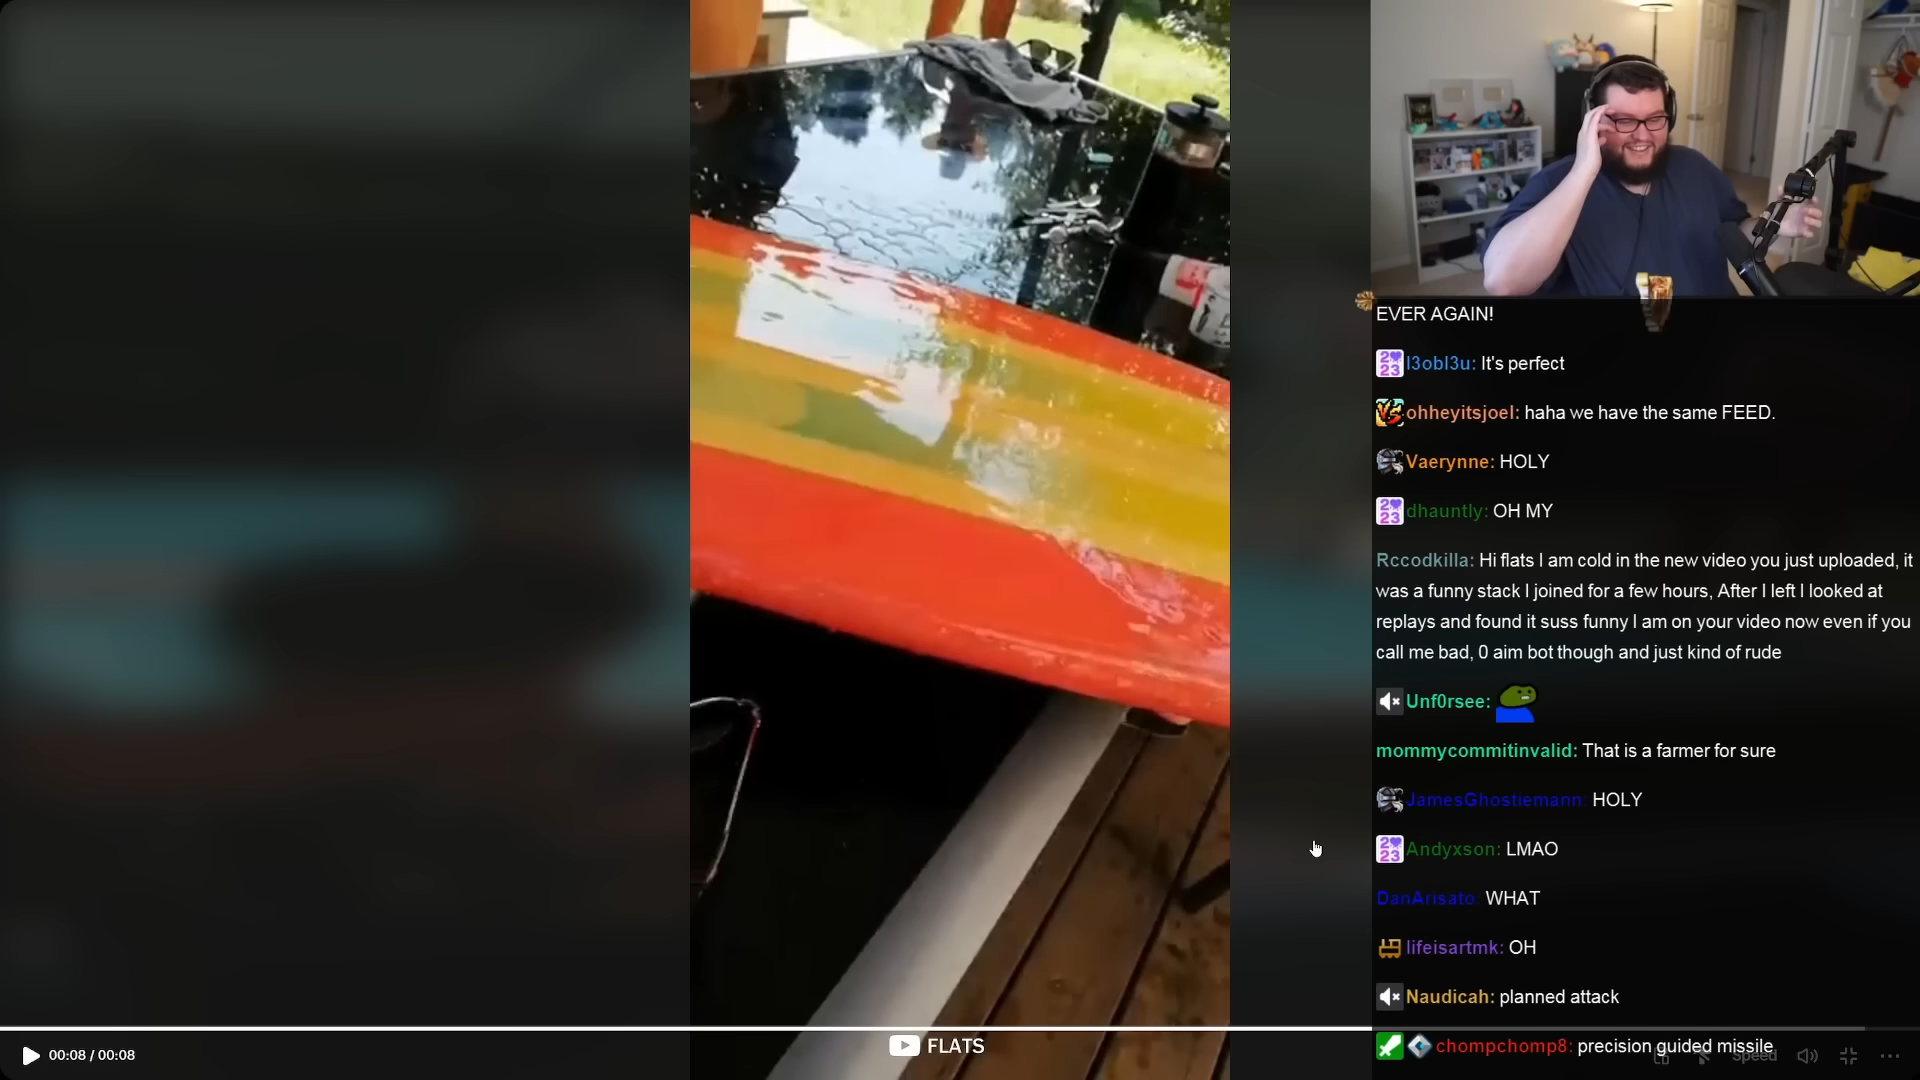 EVER AGAIN!
l3obl3u: It's perfect
ohheyitsjoel: haha we have the same FEED.
Vaerynne: HOLY
dhauntly: OH MY
Rccodkilla: Hi flats I am cold in the new video you just uploaded, it
was a funny stack I joined for a few hours, After I left I looked at
replays and found it suss funny I am on your video now even if you
call me bad, 0 aim bot though and just kind of rude
Unf0rsee:
mommycommitinvalid: That is a farmer for sure
JamesGhostiemann: HOLY
Andyxson: LMAO
DanArisato: WHAT
lifeisartmk: OH
Naudicah: planned attack
chompchomp8: precision guided missile
FLATS
00:08 / 00:08
Speed